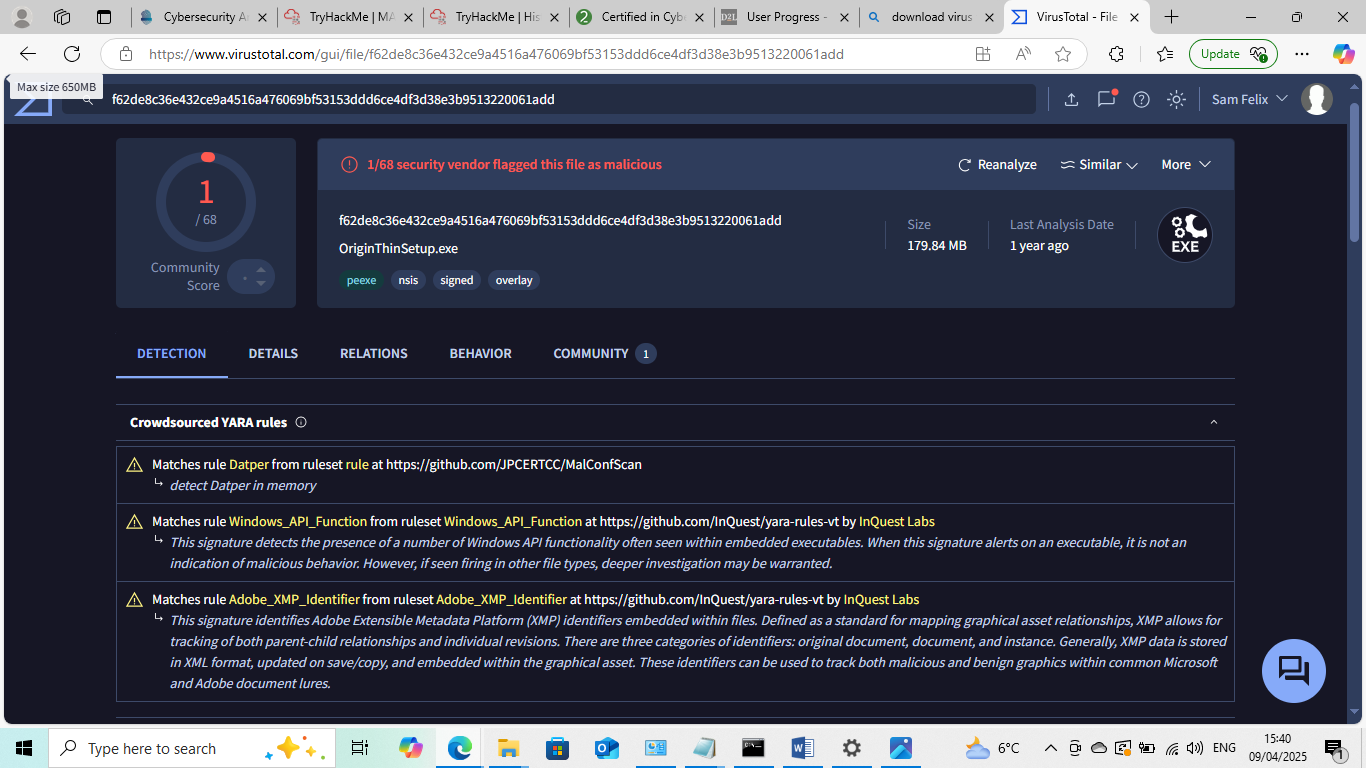 Cybersecurity A
TryHackMe | MA
TryHackMe | His
Certified in Cyb
D2L
User Progress -
download virus
VirusTotal - File
https://www.virustotal.com/gui/file/f62de8c36e432ce9a4516a476069bf53153ddd6ce4df3d38e3b9513220061add
Update
Max size 650MB
f62de8c36e432ce9a4516a476069bf53153ddd6ce4df3d38e3b9513220061add
Sam Felix
1
/ 68
Community
Score
1/68 security vendor flagged this file as malicious
Reanalyze
Similar
More
f62de8c36e432ce9a4516a476069bf53153ddd6ce4df3d38e3b9513220061add
OriginThinSetup.exe
peexe nsis signed overlay
Size
179.84 MB
Last Analysis Date
1 year ago
EXE
DETECTION DETAILS RELATIONS BEHAVIOR COMMUNITY 1
Crowdsourced YARA rules
Matches rule Datper from ruleset rule at https://github.com/JPCERTCC/MalConfScan
detect Datper in memory
Matches rule Windows_API_Function from ruleset Windows_API_Function at https://github.com/InQuest/yara-rules-vt by InQuest Labs
This signature detects the presence of a number of Windows API functionality often seen within embedded executables. When this signature alerts on an executable, it is not an
indication of malicious behavior. However, if seen firing in other file types, deeper investigation may be warranted.
Matches rule Adobe_XMP_Identifier from ruleset Adobe_XMP_Identifier at https://github.com/InQuest/yara-rules-vt by InQuest Labs
This signature identifies Adobe Extensible Metadata Platform (XMP) identifiers embedded within files. Defined as a standard for mapping graphical asset relationships, XMP allows for
tracking of both parent-child relationships and individual revisions. There are three categories of identifiers: original document, document, and instance. Generally, XMP data is stored
in XML format, updated on save/copy, and embedded within the graphical asset. These identifiers can be used to track both malicious and benign graphics within common Microsoft
and Adobe document lures.
Type here to search
6°C
ENG
15:40
09/04/2025
1